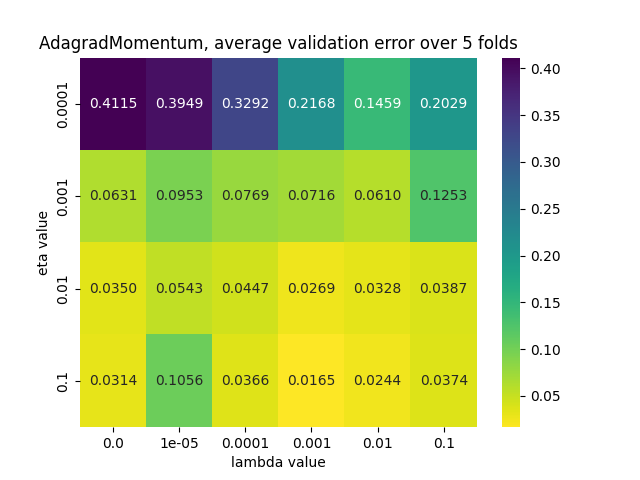 AdagradMomentum, average validation error over 5 folds
0.0001 0.4115 0.3949 0.3292 0.2168 0.1459 0.2029
0.001 0.0631 0.0953 0.0769 0.0716 0.0610 0.1253
0.01 0.0350 0.0543 0.0447 0.0269 0.0328 0.0387
0.1 0.0314 0.1056 0.0366 0.0165 0.0244 0.0374
eta value
0.0 1e-05 0.0001 0.001 0.01 0.1
lambda value
0.40
0.35
0.30
0.25
0.20
0.15
0.10
0.05